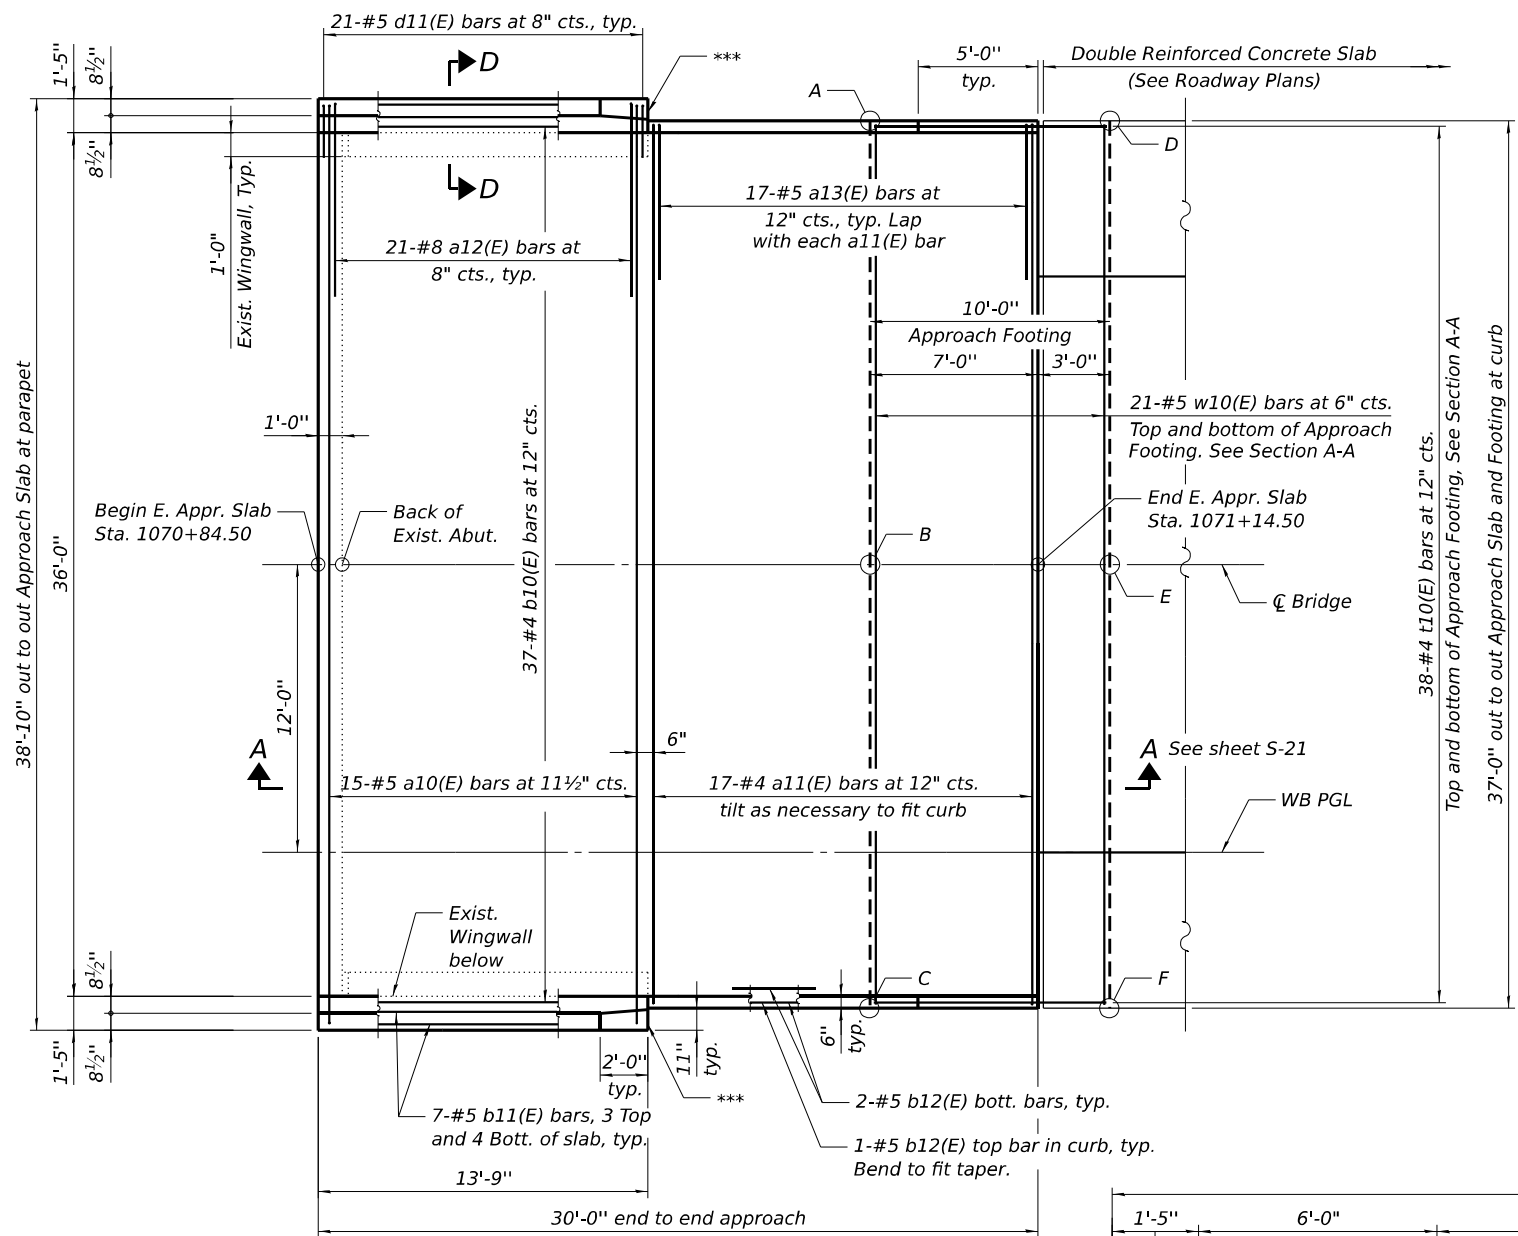 21-#5 d11(E) bars at 8" cts., typ.
1'-5"
8½"
D
***
5'-0"
typ.
Double Reinforced Concrete Slab
(See Roadway Plans)
A
D
8½"
D
1'-0"
Exist. Wingwall, Typ.
17-#5 a13(E) bars at
12" cts., typ. Lap
with each a11(E) bar
21-#8 a12(E) bars at
8" cts., typ.
10'-0"
Approach Footing
7'-0"
3'-0"
21-#5 w10(E) bars at 6" cts.
Top and bottom of Approach
Footing. See Section A-A
1'-0"
38'-10" out to out Approach Slab at parapet
36'-0"
37-#4 b10(E) bars at 12" cts.
38-#4 t10(E) bars at 12" cts.
Top and bottom of Approach Footing, See Section A-A
37'-0" out to out Approach Slab and Footing at curb
Begin E. Appr. Slab
Sta. 1070+84.50
Back of
Exist. Abut.
End E. Appr. Slab
Sta. 1071+14.50
B
E
℄ Bridge
12'-0"
6"
A
A See sheet S-21
15-#5 a10(E) bars at 11½" cts.
17-#4 a11(E) bars at 12" cts.
tilt as necessary to fit curb
WB PGL
Exist.
Wingwall
below
C
F
8½"
1'-5"
8½"
2'-0"
typ.
11"
typ.
6"
typ.
***
7-#5 b11(E) bars, 3 Top
and 4 Bott. of slab, typ.
2-#5 b12(E) bott. bars, typ.
1-#5 b12(E) top bar in curb, typ.
Bend to fit taper.
13'-9"
30'-0" end to end approach
1'-5"
6'-0"